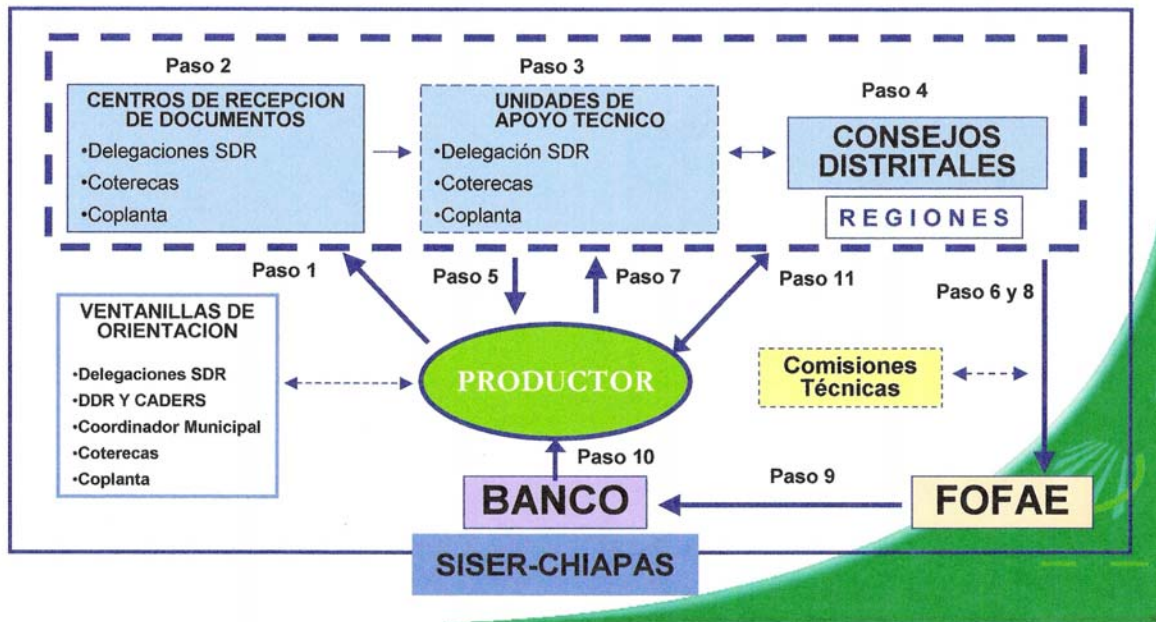 Paso 2
CENTROS DE RECEPCION
DE DOCUMENTOS
•Delegaciones SDR
•Coterecas
•Coplanta
Paso 3
UNIDADES DE
APOYO TECNICO
•Delegación SDR
•Coterecas
•Coplanta
Paso 4
CONSEJOS
DISTRITALES
REGIONES
Paso 1
Paso 5
Paso 7
Paso 11
Paso 6 y 8
VENTANILLAS DE
ORIENTACION
•Delegaciones SDR
•DDR Y CADERS
•Coordinador Municipal
•Coterecas
•Coplanta
PRODUCTOR
Comisiones
Técnicas
Paso 10
BANCO
Paso 9
FOFAE
SISER-CHIAPAS